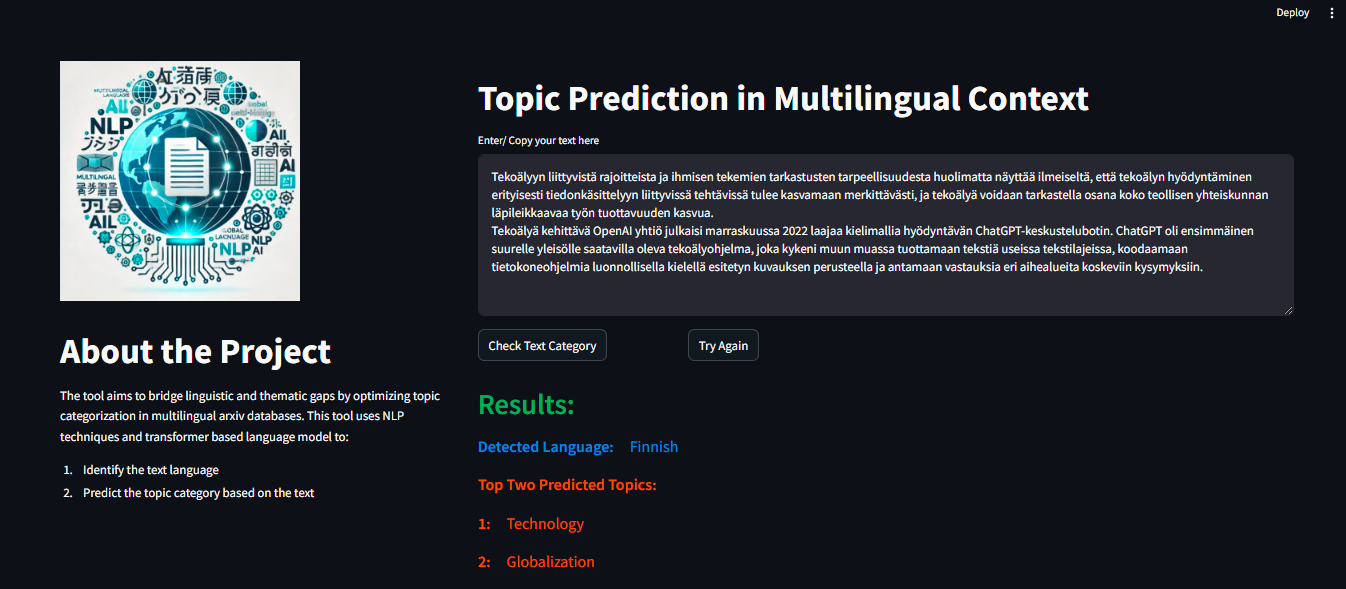 Deploy
AI
NLP
AI
NLP
NLP AI
Topic Prediction in Multilingual Context
Enter/ Copy your text here
Tekoälyyn liittyvistä rajoitteista ja ihmisen tekemien tarkastusten tarpeellisuudesta huolimatta näyttää ilmeiseltä, että tekoälyn hyödyntäminen
erityisesti tiedonkäsittelyyn liittyvissä tehtävissä tulee kasvamaan merkittävästi, ja tekoälyä voidaan tarkastella osana koko teollisen yhteiskunnan
läpileikkaavaa työn tuottavuuden kasvua.
Tekoälyä kehittävä OpenAI yhtiö julkaisi marraskuussa 2022 laajaa kielimallia hyödyntävän ChatGPT-keskustelubotin. ChatGPT oli ensimmäinen
suurelle yleisölle saatavilla oleva tekoälyohjelma, joka kykeni muun muassa tuottamaan tekstiä useissa tekstilajeissa, koodaamaan
tietokoneohjelmia luonnollisella kielellä esitetyn kuvauksen perusteella ja antamaan vastauksia eri aihealueita koskeviin kysymyksiin.
Check Text Category
Try Again
About the Project
The tool aims to bridge linguistic and thematic gaps by optimizing topic
categorization in multilingual arxiv databases. This tool uses NLP
techniques and transformer based language model to:
1. Identify the text language
2. Predict the topic category based on the text
Results:
Detected Language: Finnish
Top Two Predicted Topics:
1: Technology
2: Globalization